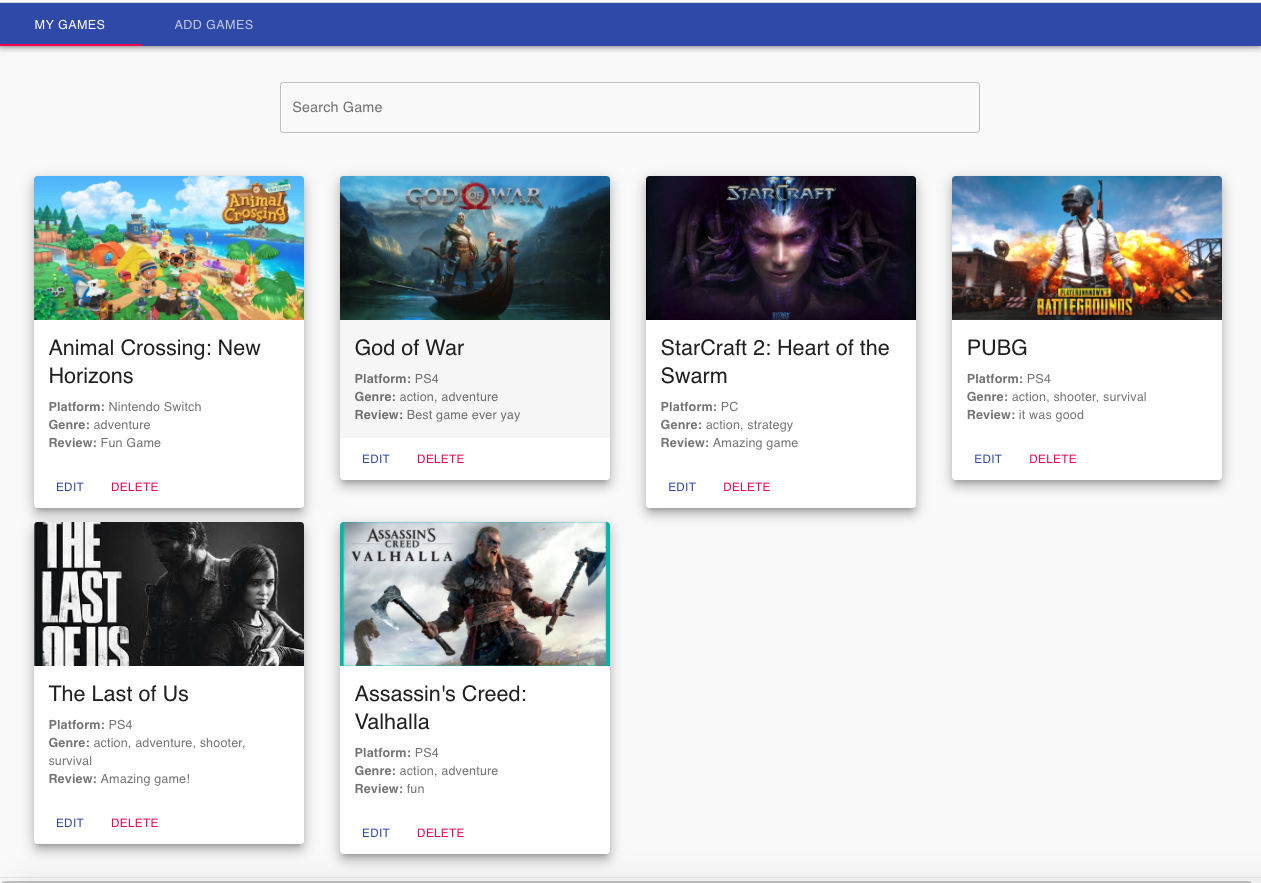 MY GAMES
ADD GAMES
Search Game
Animal Crossing
Animal Crossing: New
Horizons
Platform: Nintendo Switch
Genre: adventure
Review: Fun Game
EDIT
DELETE
GOD OF WAR
God of War
Platform: PS4
Genre: action, adventure
Review: Best game ever yay
EDIT
DELETE
STARCRAFT
II
StarCraft 2: Heart of the
Swarm
Platform: PC
Genre: action, strategy
Review: Amazing game
EDIT
DELETE
PLAYERUNKNOWN'S
BATTLEGROUNDS
PUBG
Platform: PS4
Genre: action, shooter, survival
Review: it was good
EDIT
DELETE
THE
LAST
OF US
The Last of Us
Platform: PS4
Genre: action, adventure, shooter,
survival
Review: Amazing game!
EDIT
DELETE
ASSASSIN'S
CREED
VALHALLA
Assassin's Creed:
Valhalla
Platform: PS4
Genre: action, adventure
Review: fun
EDIT
DELETE